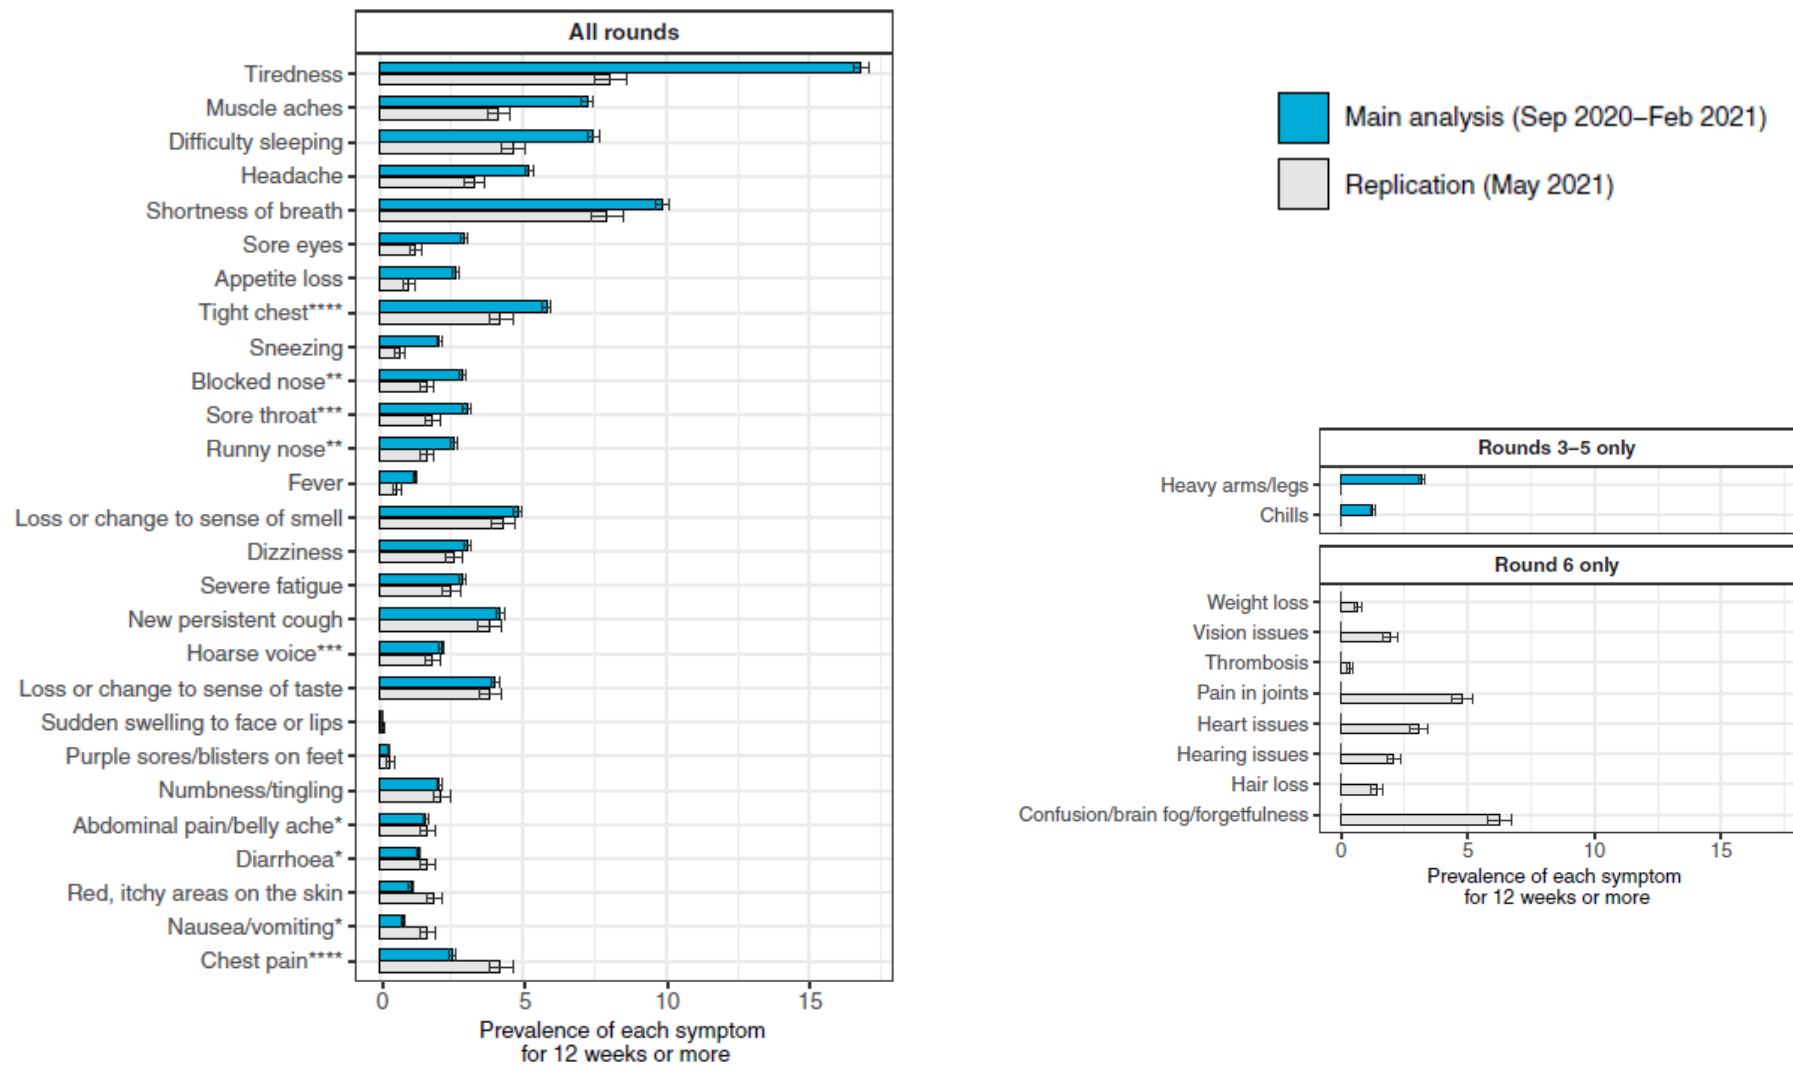 All rounds
Tiredness
Muscle aches
Difficulty sleeping
Headache
Shortness of breath
Sore eyes
Appetite loss
Tight chest****
Sneezing
Blocked nose**
Sore throat***
Runny nose**
Fever
Loss or change to sense of smell
Dizziness
Severe fatigue
New persistent cough
Hoarse voice***
Loss or change to sense of taste
Sudden swelling to face or lips
Purple sores/blisters on feet
Numbness/tingling
Abdominal pain/belly ache*
Diarrhoea*
Red, itchy areas on the skin
Nausea/vomiting*
Chest pain****
0 5 10 15
Prevalence of each symptom
for 12 weeks or more
Main analysis (Sep 2020–Feb 2021)
Replication (May 2021)
Rounds 3–5 only
Heavy arms/legs
Chills
Round 6 only
Weight loss
Vision issues
Thrombosis
Pain in joints
Heart issues
Hearing issues
Hair loss
Confusion/brain fog/forgetfulness
0 5 10 15
Prevalence of each symptom
for 12 weeks or more